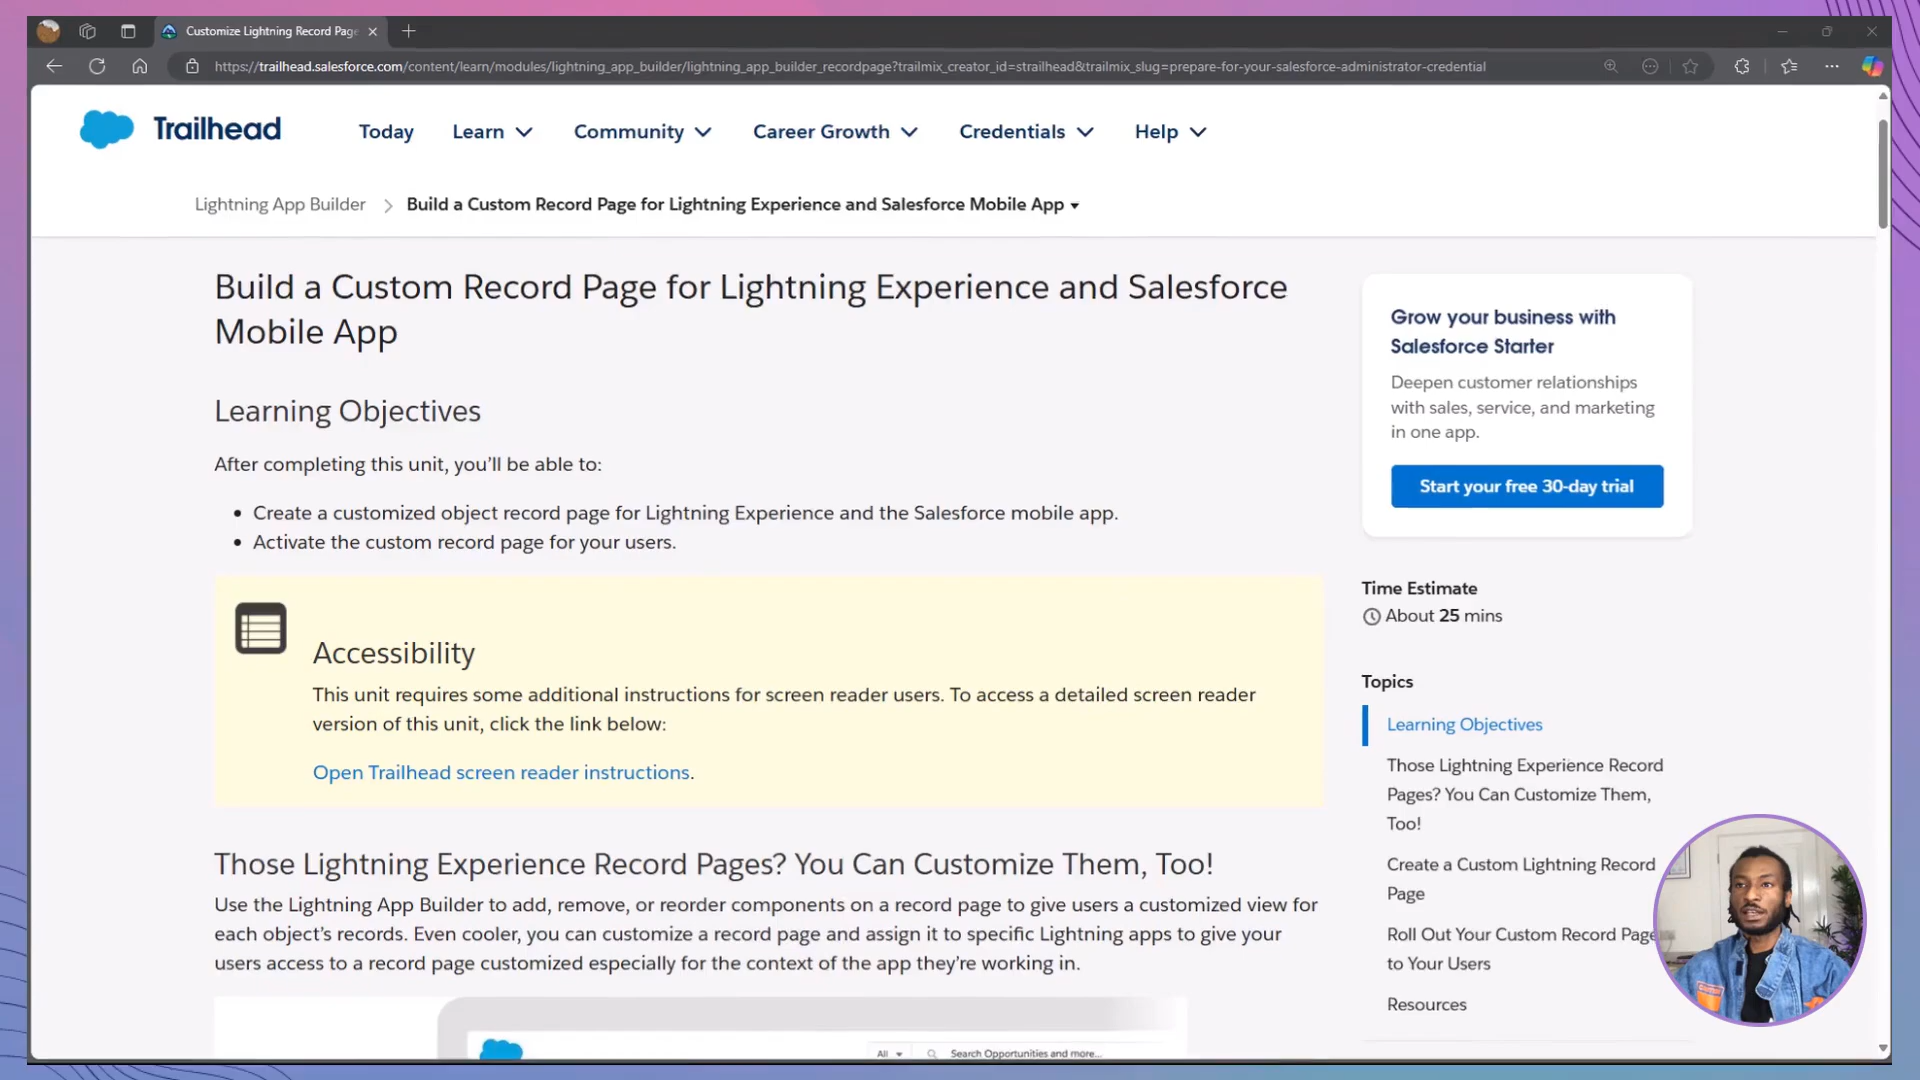 Customize Lightning Record Page
https://trailhead.salesforce.com/content/learn/modules/lightning_app_builder/lightning_app_builder_recordpage?trailmix_creator_id=strailhead&trailmix_slug=prepare-for-your-salesforce-administrator-credential
Trailhead
Today
Learn
Community
Career Growth
Credentials
Help
Lightning App Builder
Build a Custom Record Page for Lightning Experience and Salesforce Mobile App
Build a Custom Record Page for Lightning Experience and Salesforce
Mobile App
Learning Objectives
After completing this unit, you’ll be able to:
• Create a customized object record page for Lightning Experience and the Salesforce mobile app.
• Activate the custom record page for your users.
Accessibility
This unit requires some additional instructions for screen reader users. To access a detailed screen reader
version of this unit, click the link below:
Open Trailhead screen reader instructions.
Those Lightning Experience Record Pages? You Can Customize Them, Too!
Use the Lightning App Builder to add, remove, or reorder components on a record page to give users a customized view for
each object’s records. Even cooler, you can customize a record page and assign it to specific Lightning apps to give your
users access to a record page customized especially for the context of the app they’re working in.
All
Search Opportunities and more...
Grow your business with
Salesforce Starter
Deepen customer relationships
with sales, service, and marketing
in one app.
Start your free 30-day trial
Time Estimate
About 25 mins
Topics
Learning Objectives
Those Lightning Experience Record
Pages? You Can Customize Them,
Too!
Create a Custom Lightning Record
Page
Roll Out Your Custom Record Page
to Your Users
Resources